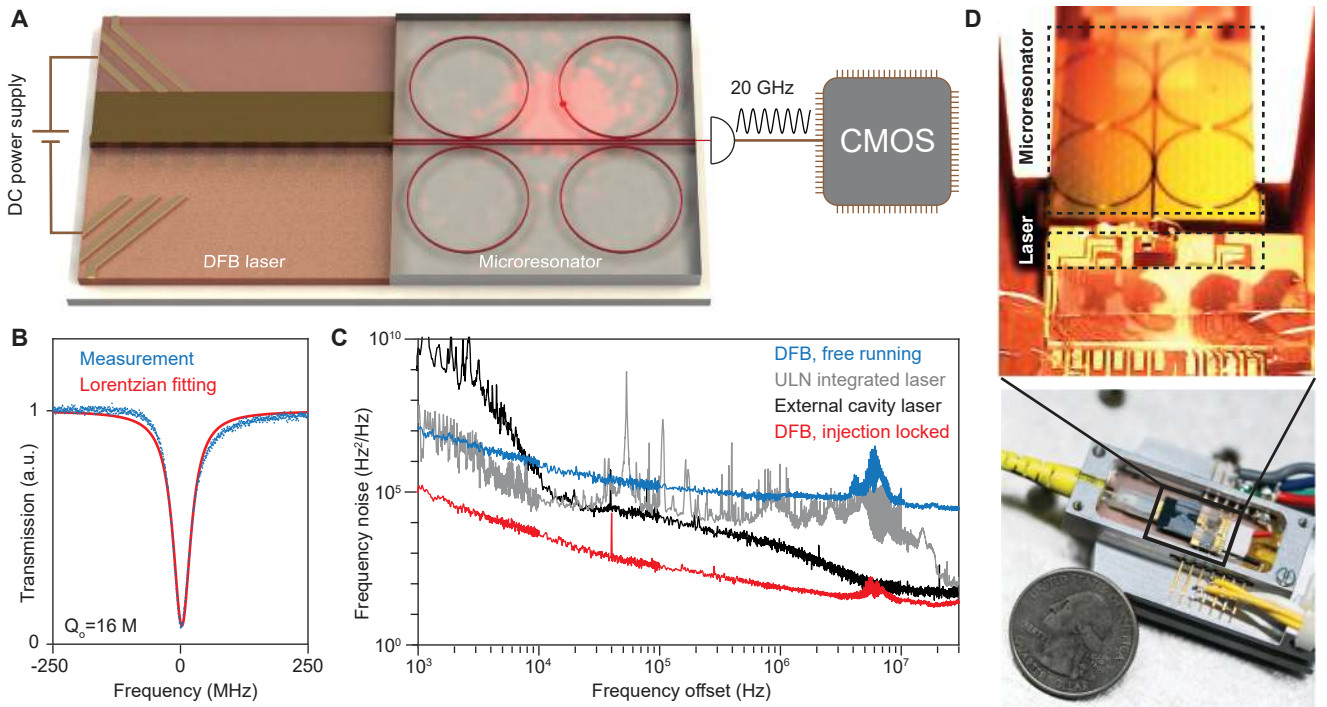 A
DC power supply
DFB laser
Microresonator
20 GHz
CMOS
B
Measurement
Lorentzian fitting
Transmission (a.u.)
1
0
Qₒ=16 M
-250
0
250
Frequency (MHz)
C
DFB, free running
ULN integrated laser
External cavity laser
DFB, injection locked
Frequency noise (Hz²/Hz)
10¹⁰
10⁵
10⁰
10³
10⁴
10⁵
10⁶
10⁷
Frequency offset (Hz)
D
Microresonator
Laser